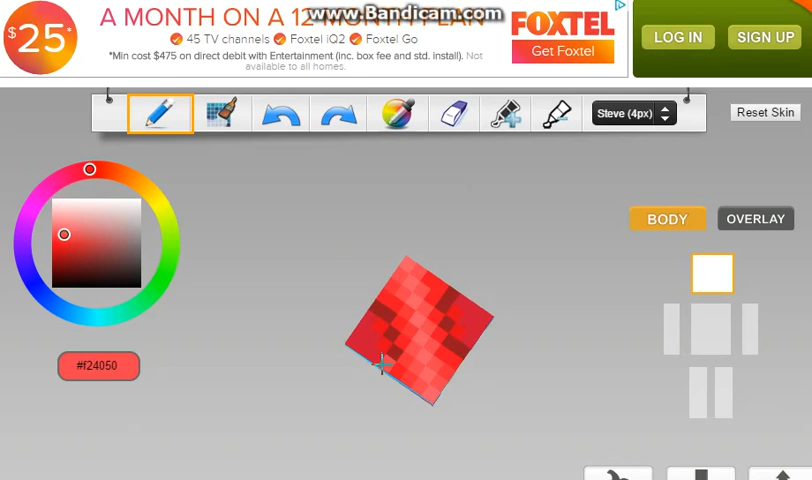 www.Bandicam.com
$25*
A MONTH ON A 12 MONTH PLAN*
45 TV channels Foxtel iQ2 Foxtel Go
*Min cost $475 on direct debit with Entertainment (inc. box fee and std. install). Not
available to all homes.
FOXTEL
Get Foxtel
LOG IN
SIGN UP
Steve (4px)
Reset Skin
BODY
OVERLAY
#f24050